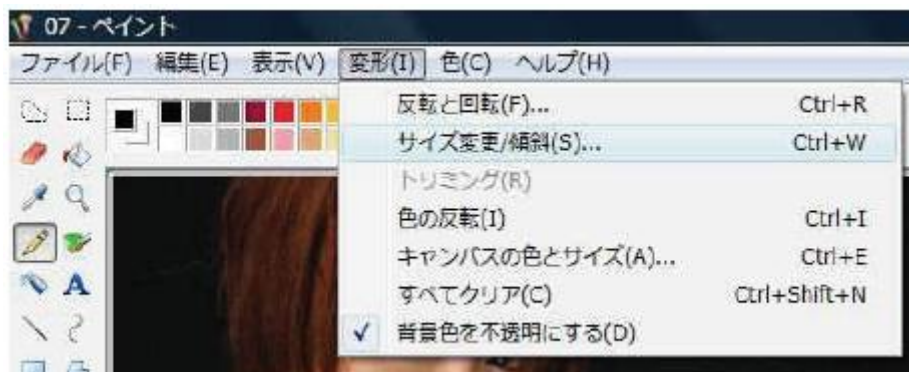 07 - ペイント
ファイル(F) 編集(E) 表示(V) 変形(I) 色(C) ヘルプ(H)
反転と回転(F)... Ctrl+R
サイズ変更/傾斜(S)... Ctrl+W
トリミング(R)
色の反転(I) Ctrl+I
キャンバスの色とサイズ(A)... Ctrl+E
すべてクリア(C) Ctrl+Shift+N
背景色を不透明にする(D)